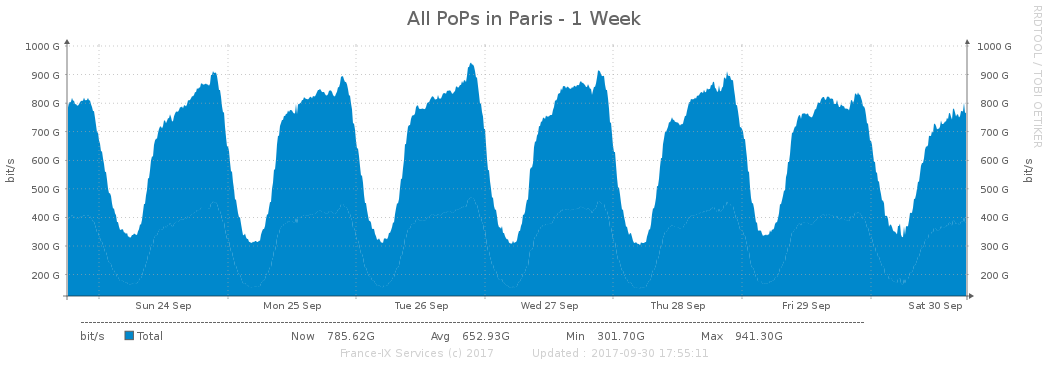 All PoPs in Paris - 1 Week
RRDTOOL / TOBI OETIKER
1000 G 1000 G
900 G 900 G
800 G 800 G
700 G 700 G
600 G 600 G
500 G 500 G
400 G 400 G
300 G 300 G
200 G 200 G
bit/s
bit/s
Sun 24 Sep Mon 25 Sep Tue 26 Sep Wed 27 Sep Thu 28 Sep Fri 29 Sep Sat 30 Sep
bit/s Total Now 785.62G Avg 652.93G Min 301.70G Max 941.30G
France-IX Services (c) 2017 Updated : 2017-09-30 17:55:11